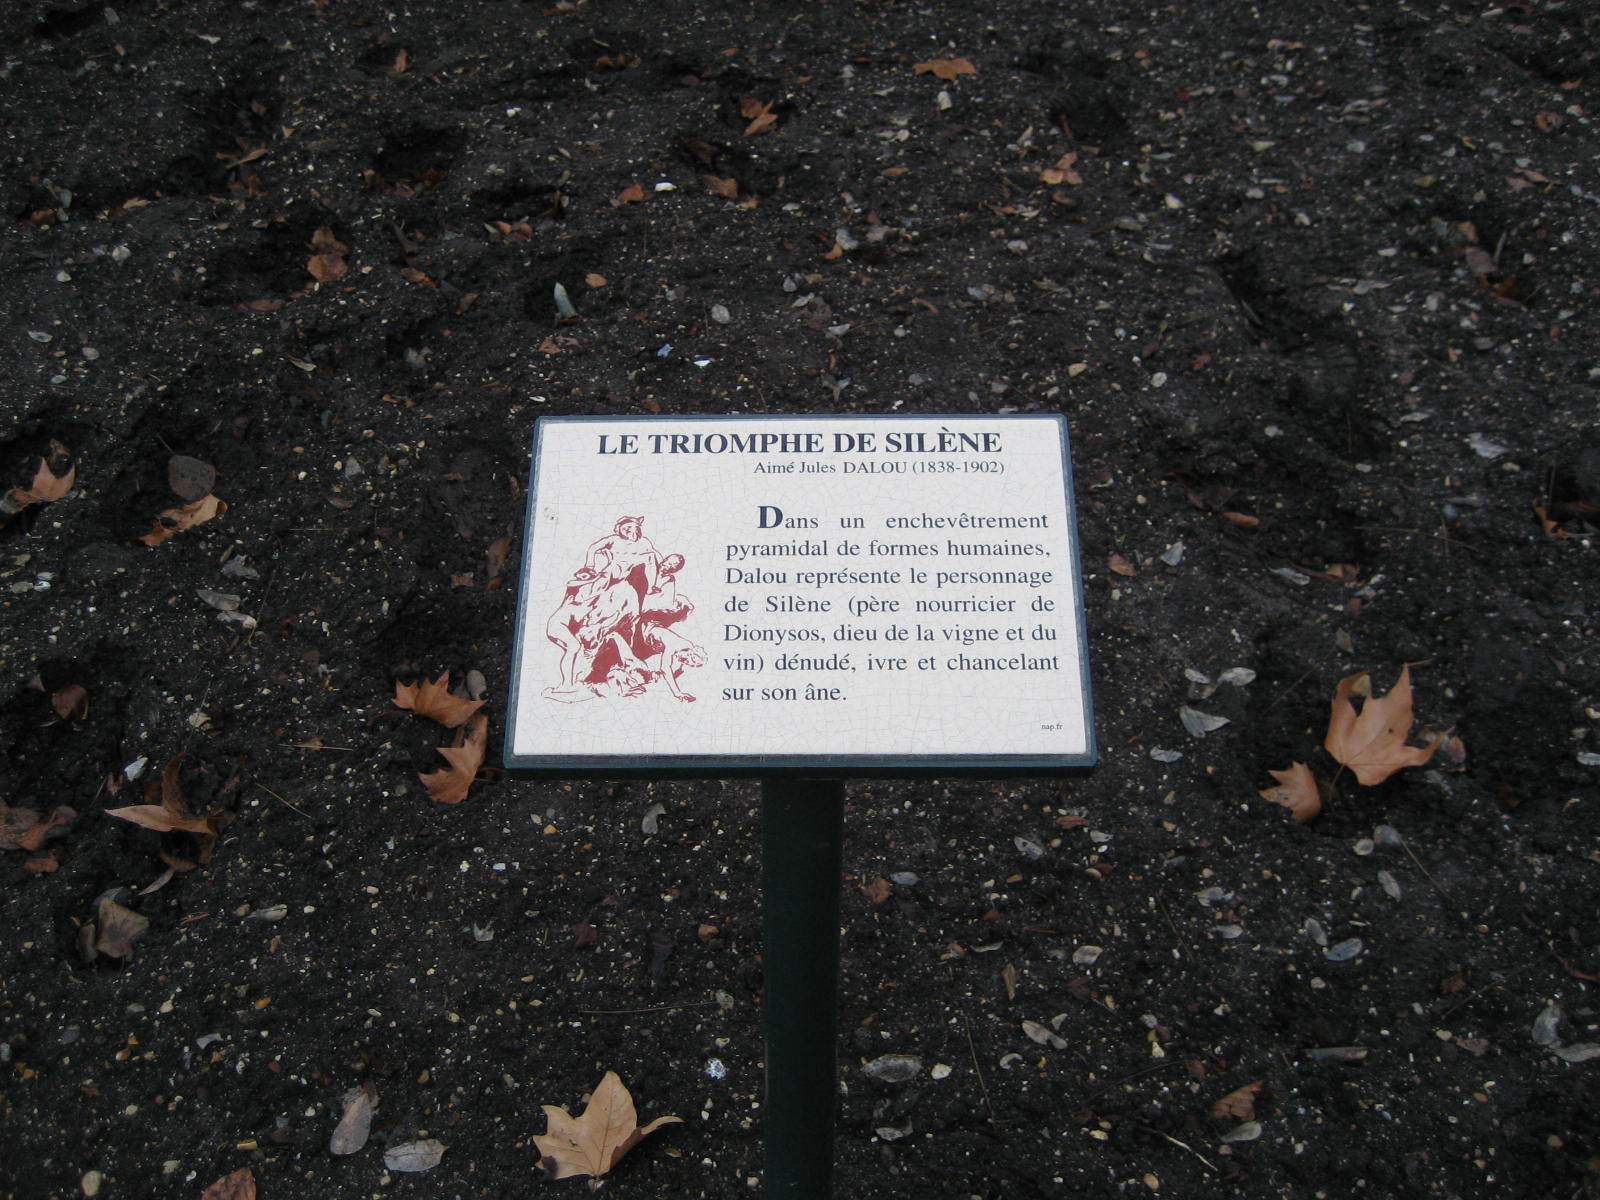 LE TRIOMPHE DE SILÈNE
Aimé Jules DALOU (1838-1902)
Dans un enchevêtrement
pyramidal de formes humaines,
Dalou représente le personnage
de Silène (père nourricier de
Dionysos, dieu de la vigne et du
vin) dénudé, ivre et chancelant
sur son âne.
nap.fr